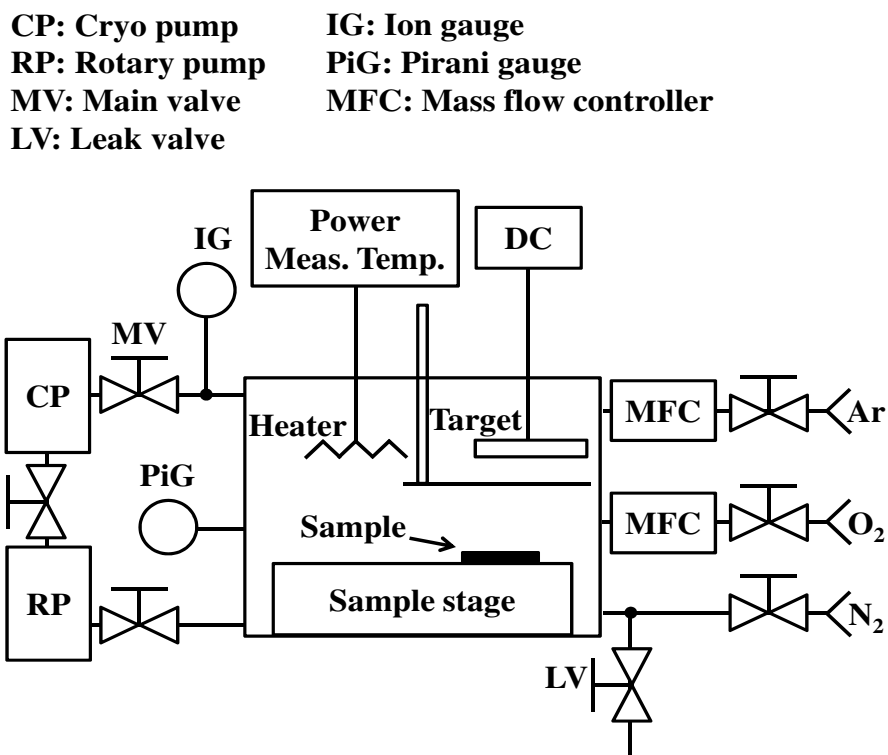 CP: Cryo pump
IG: Ion gauge
RP: Rotary pump
PiG: Pirani gauge
MV: Main valve
MFC: Mass flow controller
LV: Leak valve
Power
Meas. Temp.
DC
IG
MV
CP
Heater
Target
MFC
Ar
PiG
MFC
O₂
Sample
RP
Sample stage
N₂
LV